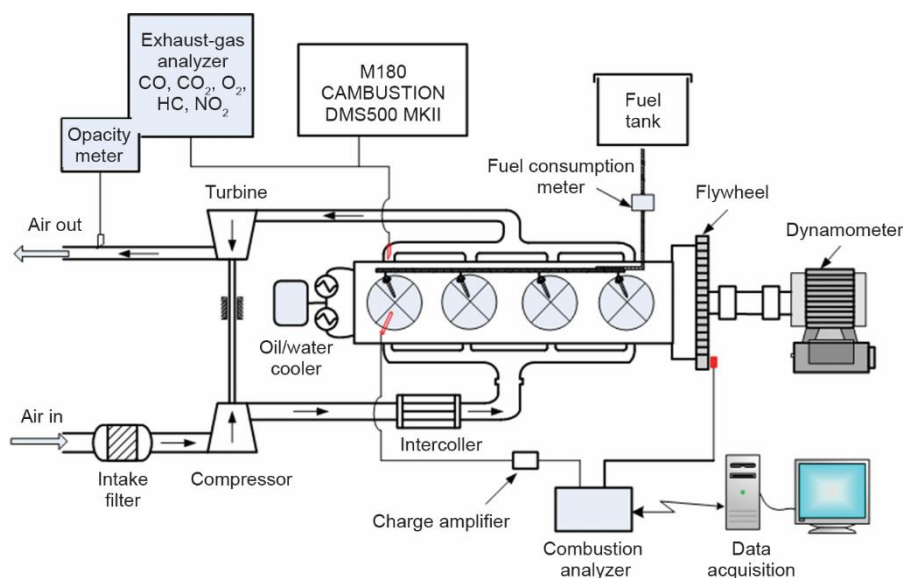 Exhaust-gas
analyzer
CO, CO₂, O₂,
HC, NO₂
M180
CAMBUSTION
DMS500 MKII
Fuel
tank
Opacity
meter
Fuel consumption
meter
Turbine
Flywheel
Air out
Dynamometer
Oil/water
cooler
Air in
Intercoller
Intake
filter
Compressor
Charge amplifier
Combustion
analyzer
Data
acquisition